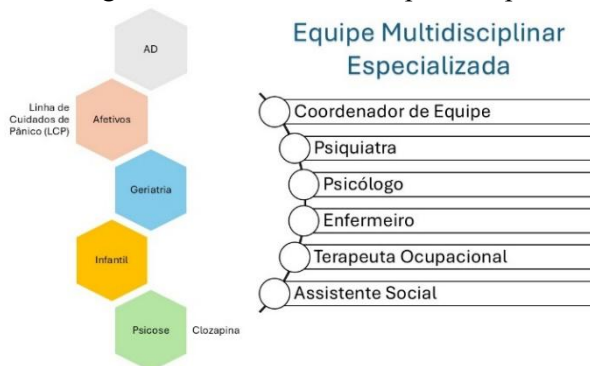 AD
Linha de
Cuidados de
Pânico (LCP)
Afetivos
Geriatria
Infantil
Psicose
Clozapina
Equipe Multidisciplinar
Especializada
Coordenador de Equipe
Psiquiatra
Psicólogo
Enfermeiro
Terapeuta Ocupacional
Assistente Social